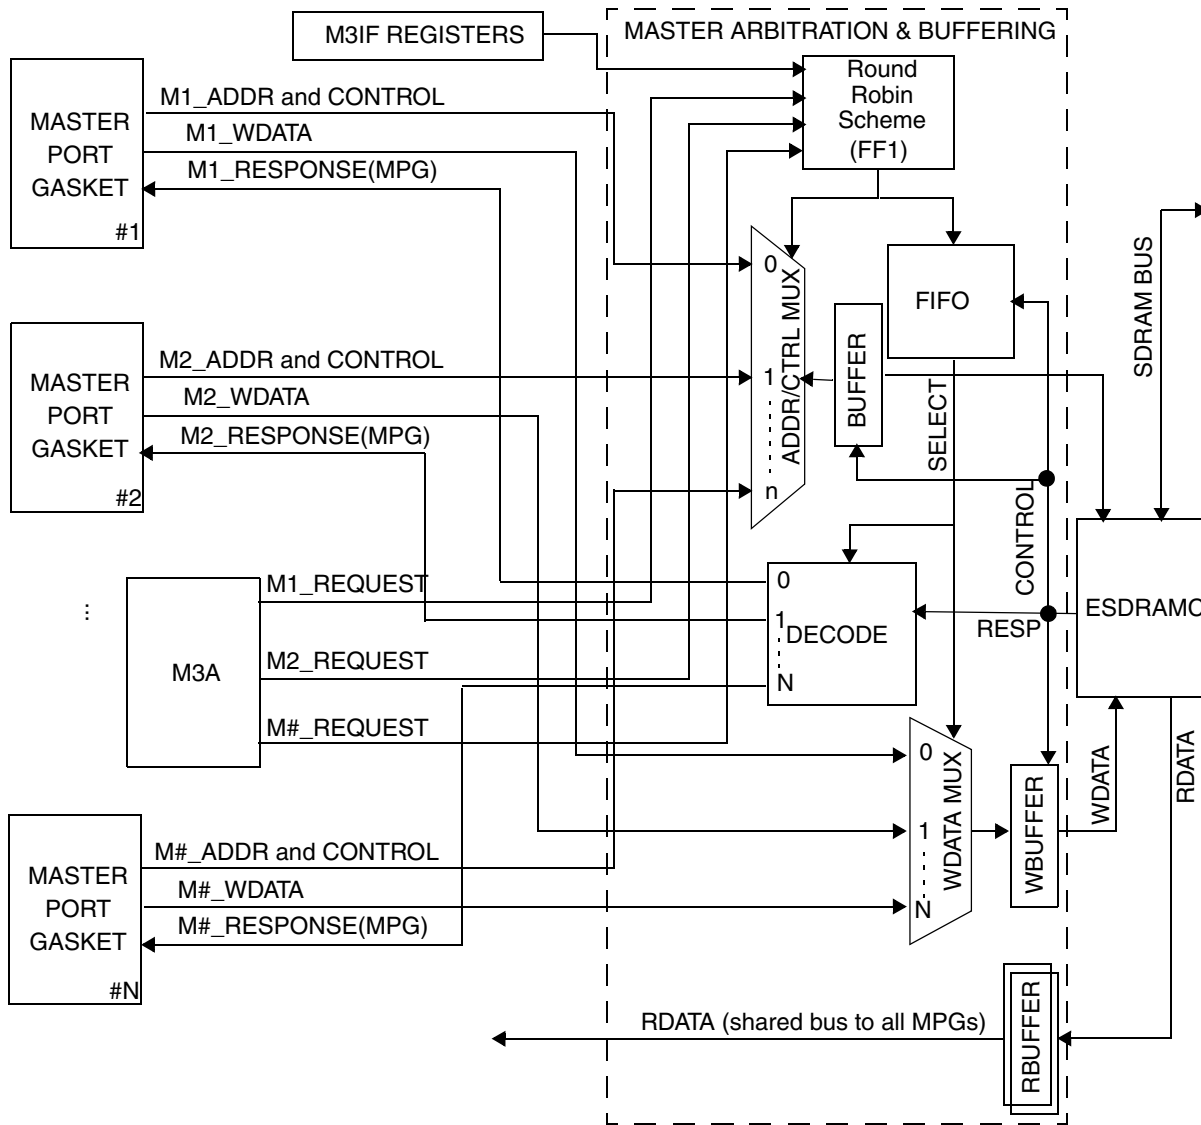 M3IF REGISTERS
MASTER ARBITRATION & BUFFERING
Round
Robin
Scheme
(FF1)
MASTER
PORT
GASKET
#1
M1_ADDR and CONTROL
M1_WDATA
M1_RESPONSE(MPG)
0
1
n
ADDR/CTRL MUX
BUFFER
FIFO
SELECT
CONTROL
SDRAM BUS
MASTER
PORT
GASKET
#2
M2_ADDR and CONTROL
M2_WDATA
M2_RESPONSE(MPG)
...
M3A
M1_REQUEST
M2_REQUEST
M#_REQUEST
0
1
N
DECODE
RESP
ESDRAMC
0
1
N
WDATA MUX
WBUFFER
WDATA
RDATA
MASTER
PORT
GASKET
#N
M#_ADDR and CONTROL
M#_WDATA
M#_RESPONSE(MPG)
RDATA (shared bus to all MPGs)
RBUFFER